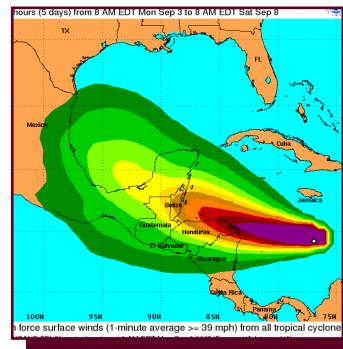 hours (5 days) from 8 AM EDT Mon Sep 3 to 8 AM EDT Sat Sep 8
TX
FL
Mexico
Cuba
Jamaica
Belize
Guatemala
Honduras
El Salvador
Nicaragua
Costa Rica
Panama
100W 95W 90W 85W 80W 75W
force surface winds (1-minute average >= 39 mph) from all tropical cyclone